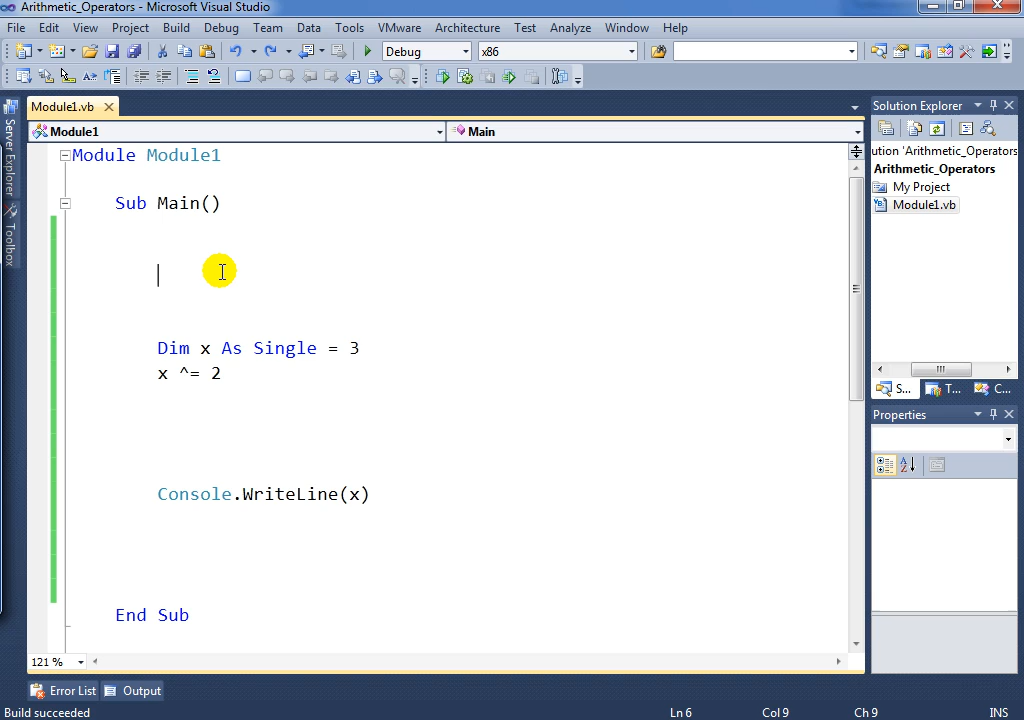 Arithmetic_Operators - Microsoft Visual Studio
File Edit View Project Build Debug Team Data Tools VMware Architecture Test Analyze Window Help
Debug x86
Module1.vb
Module1 Main
Server Explorer
Toolbox
Module Module1
Sub Main()
Dim x As Single = 3
x ^= 2
Console.WriteLine(x)
End Sub
121 %
Solution Explorer
ution 'Arithmetic_Operators
Arithmetic_Operators
My Project
Module1.vb
S... T... C...
Properties
Error List Output
Build succeeded Ln 6 Col 9 Ch 9 INS